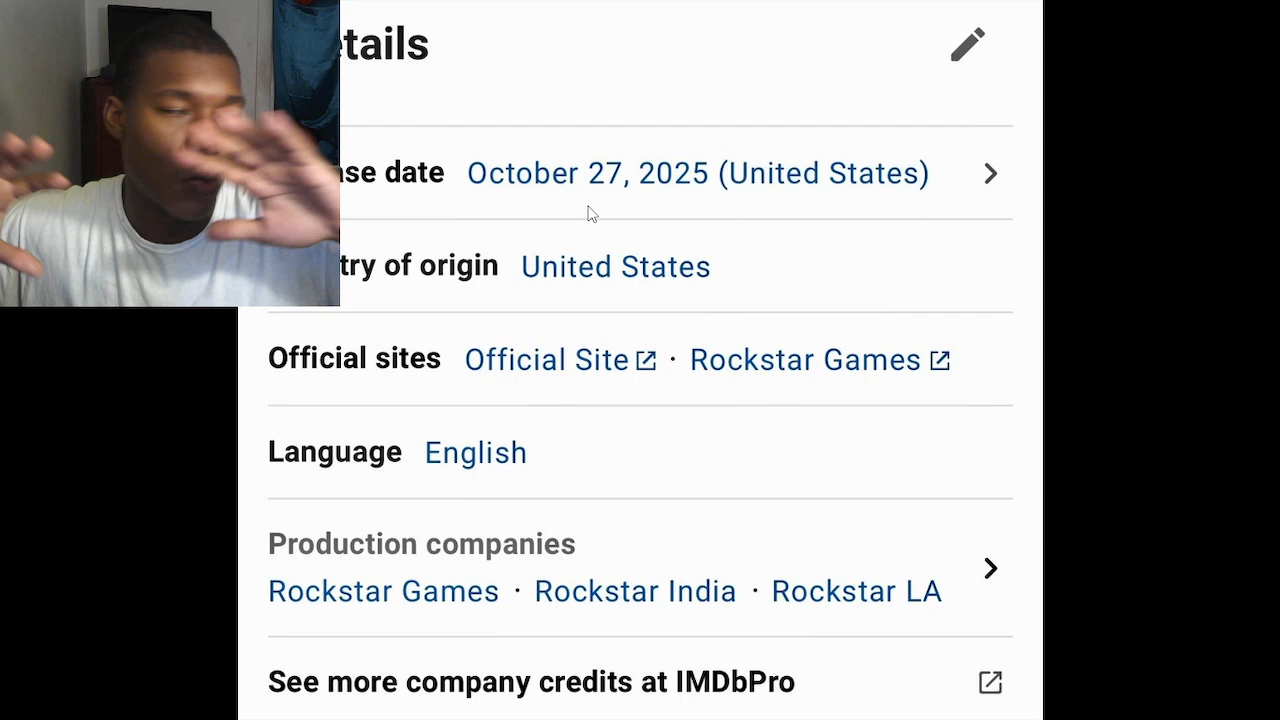 etails
ase date October 27, 2025 (United States)
try of origin United States
Official sites Official Site · Rockstar Games
Language English
Production companies
Rockstar Games · Rockstar India · Rockstar LA
See more company credits at IMDbPro